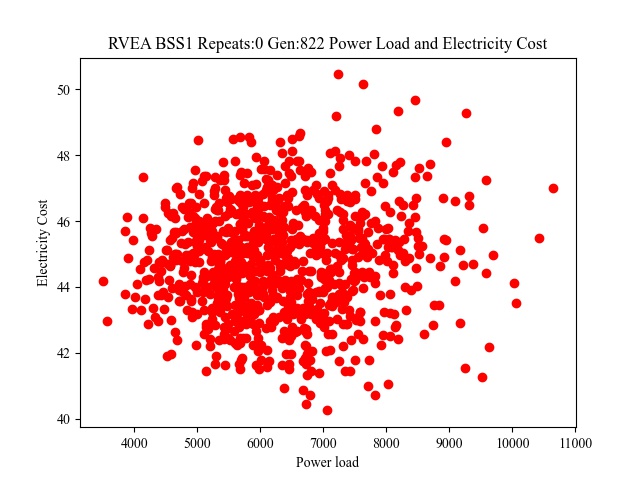 RVEA BSS1 Repeats:0 Gen:822 Power Load and Electricity Cost
50
48
46
44
42
40
Electricity Cost
4000 5000 6000 7000 8000 9000 10000 11000
Power load